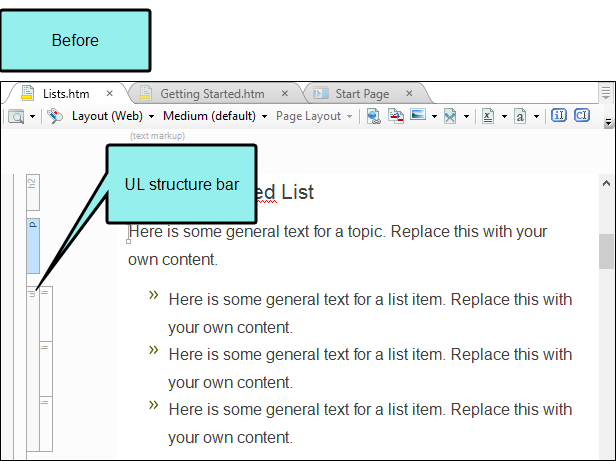 Before
Lists.htm
Getting Started.htm
Start Page
Layout (Web)
Medium (default)
Page Layout
x
a
i
CI
(text markup)
h2
UL structure bar
ed List
p
Here is some general text for a topic. Replace this with your
own content.
ul
li
Here is some general text for a list item. Replace this with
your own content.
li
Here is some general text for a list item. Replace this with
your own content.
li
Here is some general text for a list item. Replace this with
your own content.